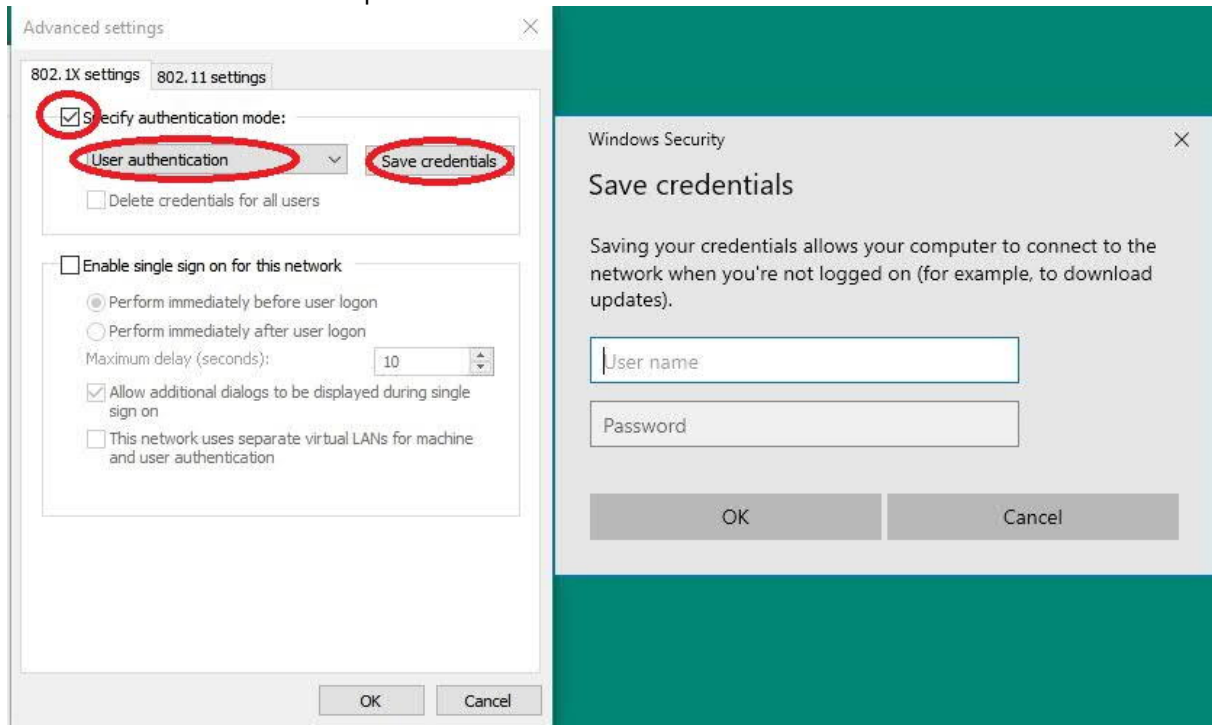 Advanced settings
802.1X settings
802.11 settings
Specify authentication mode:
User authentication
Save credentials
Delete credentials for all users
Enable single sign on for this network
Perform immediately before user logon
Perform immediately after user logon
Maximum delay (seconds):
10
Allow additional dialogs to be displayed during single
sign on
This network uses separate virtual LANs for machine
and user authentication
OK
Cancel
Windows Security
Save credentials
Saving your credentials allows your computer to connect to the
network when you're not logged on (for example, to download
updates).
User name
Password
OK
Cancel